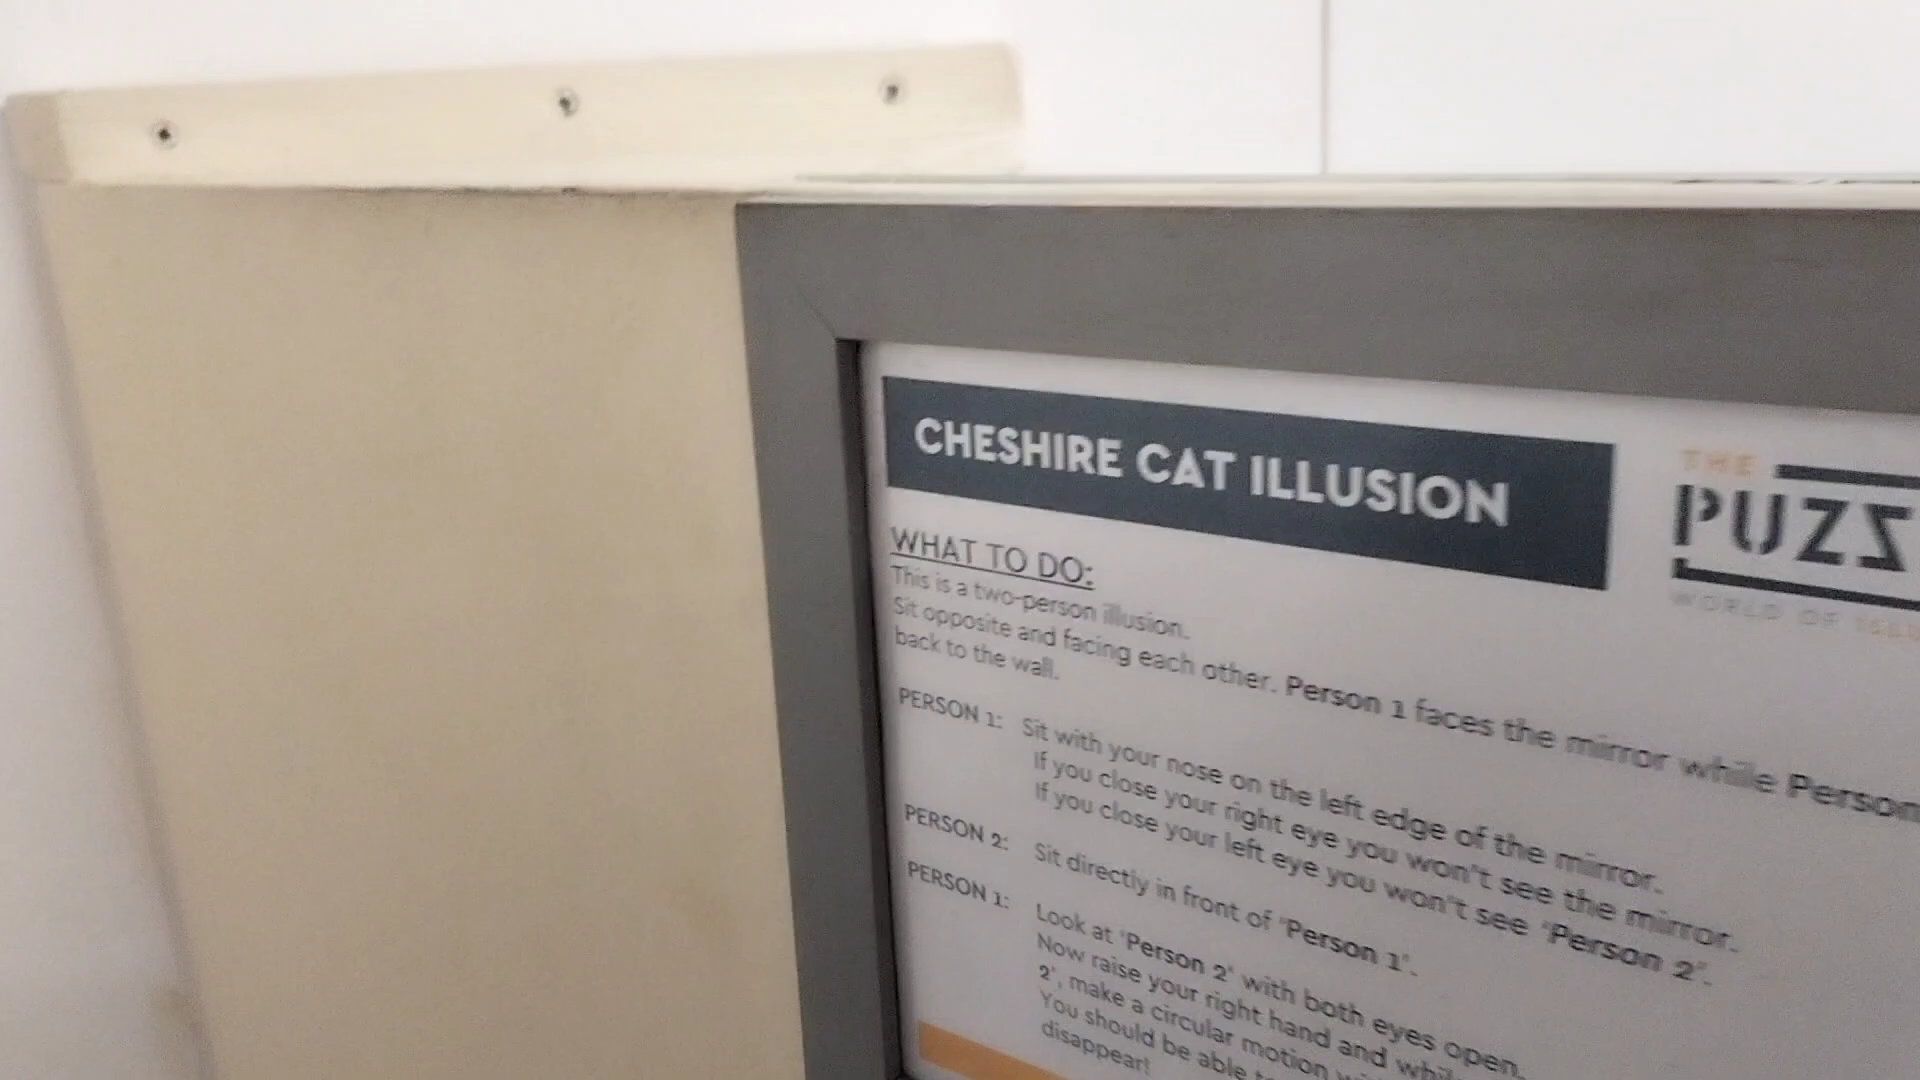 CHESHIRE CAT ILLUSION
THE
PUZZ
WORLD OF
WHAT TO DO:
This is a two-person illusion.
Sit opposite and facing each other. Person 1 faces the mirror while Person
back to the wall.
PERSON 1: Sit with your nose on the left edge of the mirror.
If you close your right eye you won't see the mirror.
If you close your left eye you won't see 'Person 2'.
PERSON 2: Sit directly in front of 'Person 1'.
PERSON 1: Look at 'Person 2' with both eyes open.
Now raise your right hand and while
2', make a circular motion
You should be able
disappear!